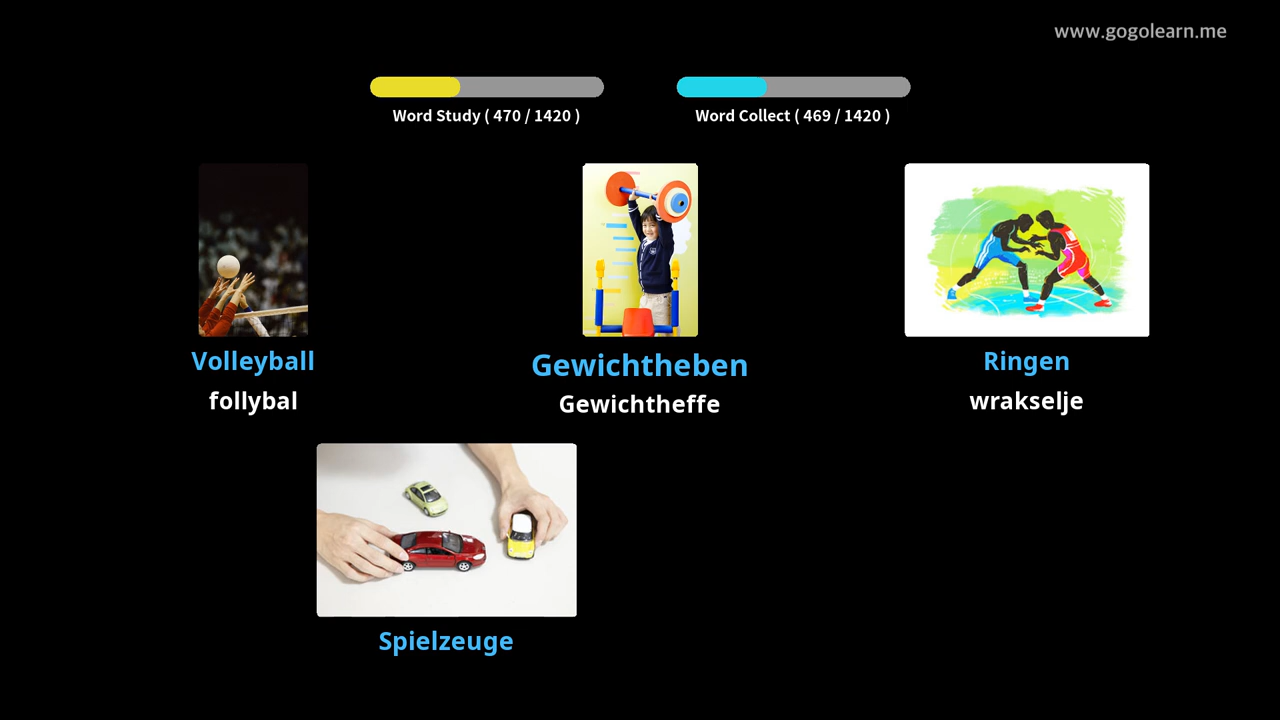 www.gogolearn.me
Word Study ( 470 / 1420 )
Word Collect ( 469 / 1420 )
Volleyball
follybal
Gewichtheben
Gewichtheffe
Ringen
wrakselje
Spielzeuge